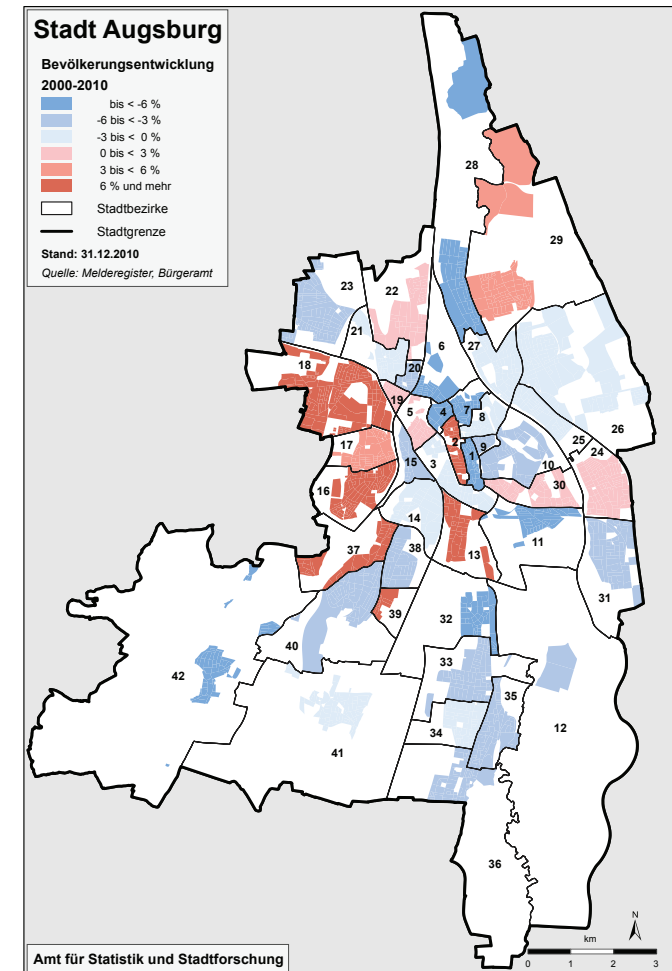 Stadt Augsburg
Bevölkerungsentwicklung
2000-2010
bis < -6 %
-6 bis < -3 %
-3 bis < 0 %
0 bis < 3 %
3 bis < 6 %
6 % und mehr
Stadtbezirke
Stadtgrenze
Stand: 31.12.2010
Quelle: Melderegister, Bürgeramt
28
29
23
22
21
6
27
18
20
19
5
4
7
8
26
17
2
25
24
15
3
1
9
10
30
16
14
37
38
13
11
31
39
32
40
33
42
35
34
12
41
36
N
km
0 1 2 3
Amt für Statistik und Stadtforschung